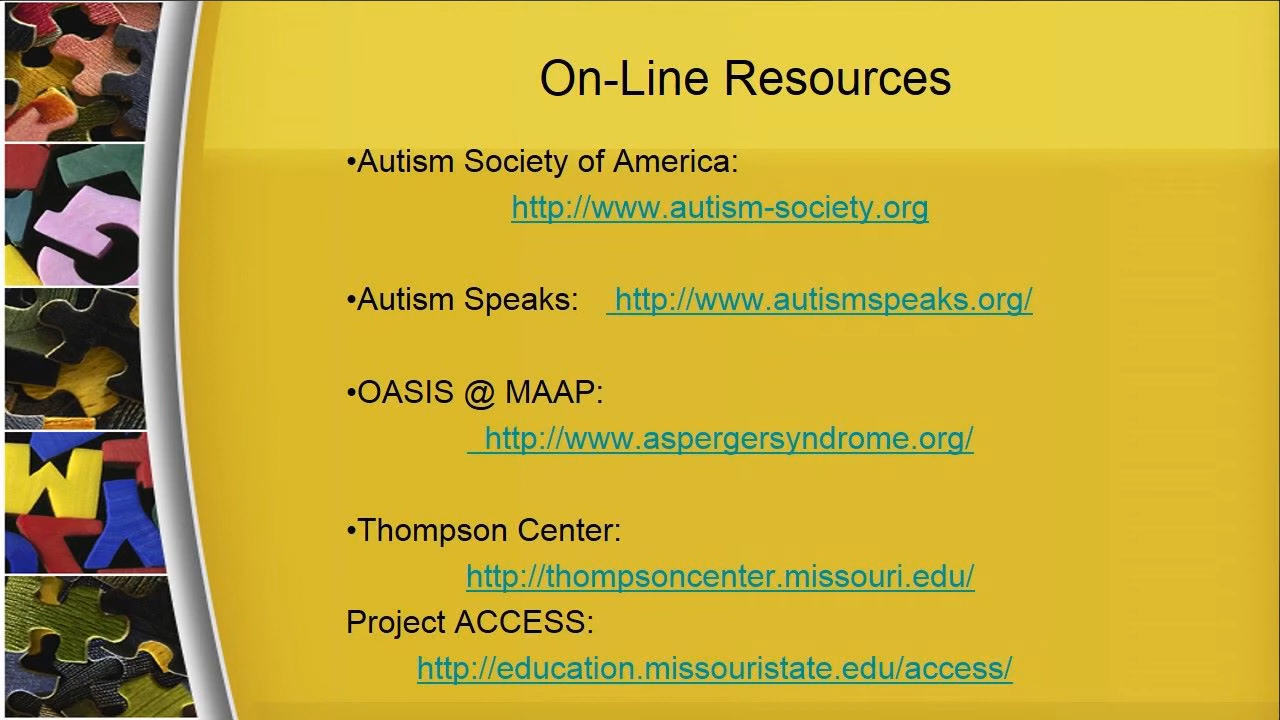 On-Line Resources
•Autism Society of America:
http://www.autism-society.org
•Autism Speaks: http://www.autismspeaks.org/
•OASIS @ MAAP:
http://www.aspergersyndrome.org/
•Thompson Center:
http://thompsoncenter.missouri.edu/
Project ACCESS:
http://education.missouristate.edu/access/